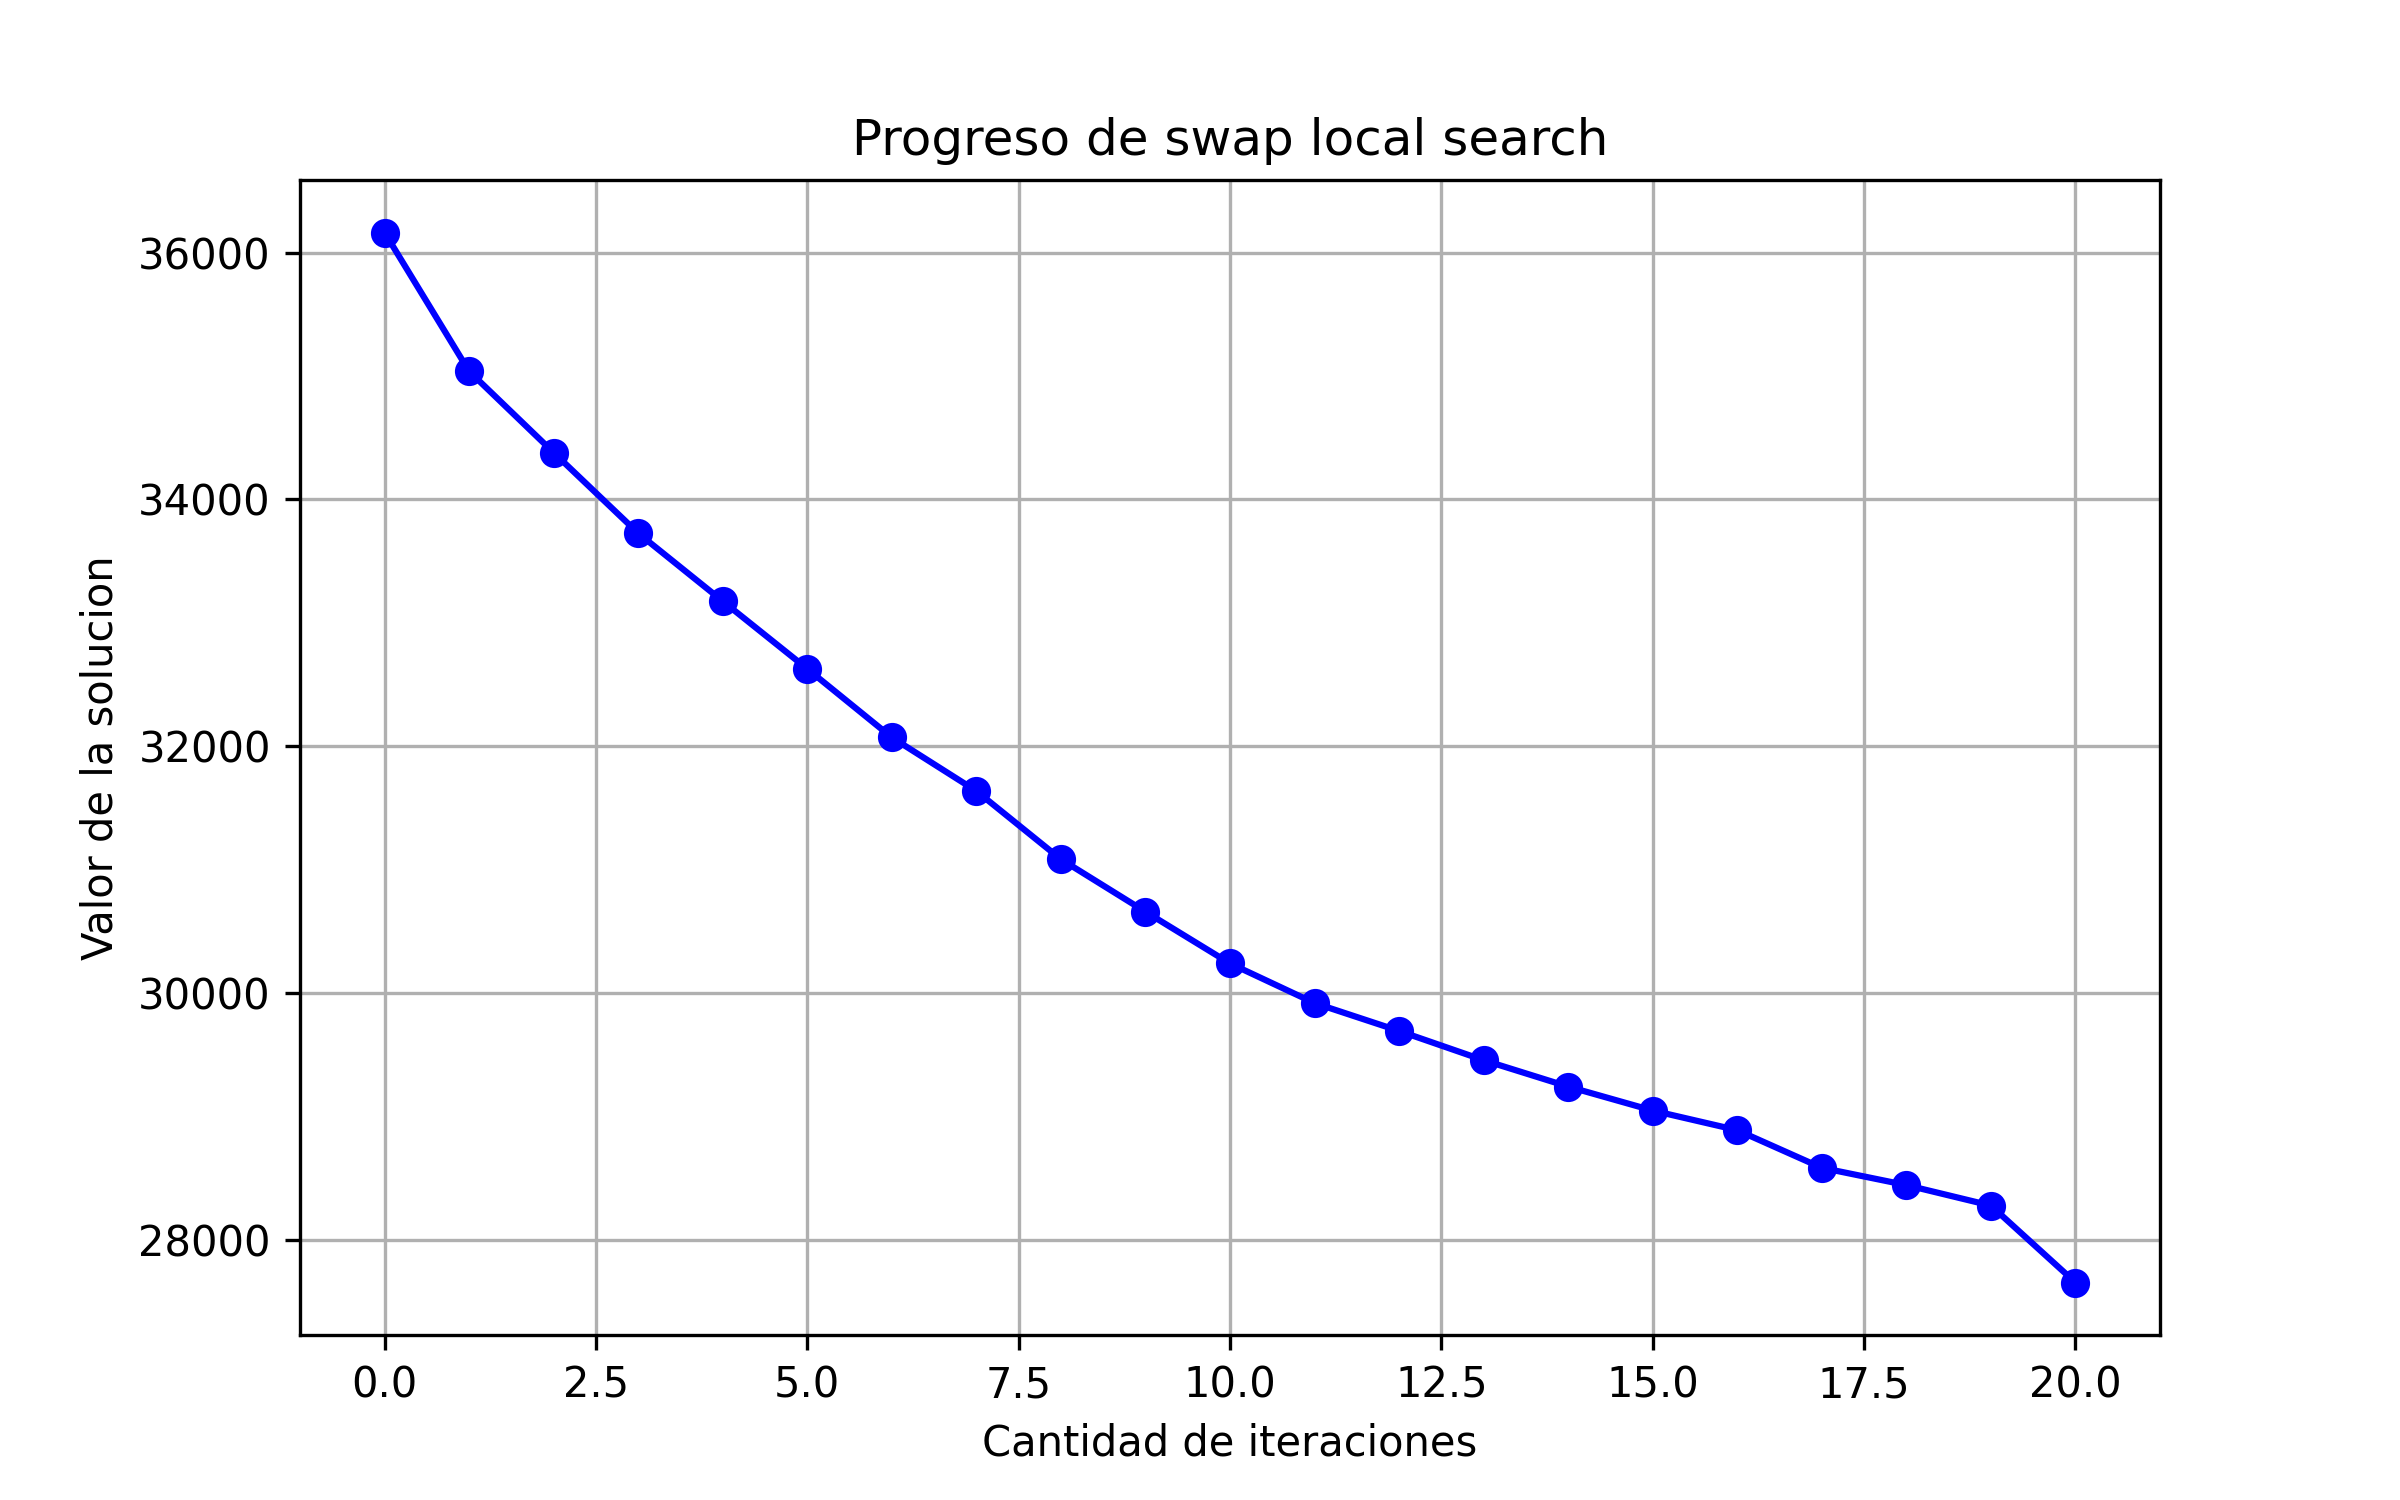 Progreso de swap local search
Valor de la solucion
36000
34000
32000
30000
28000
0.0 2.5 5.0 7.5 10.0 12.5 15.0 17.5 20.0
Cantidad de iteraciones